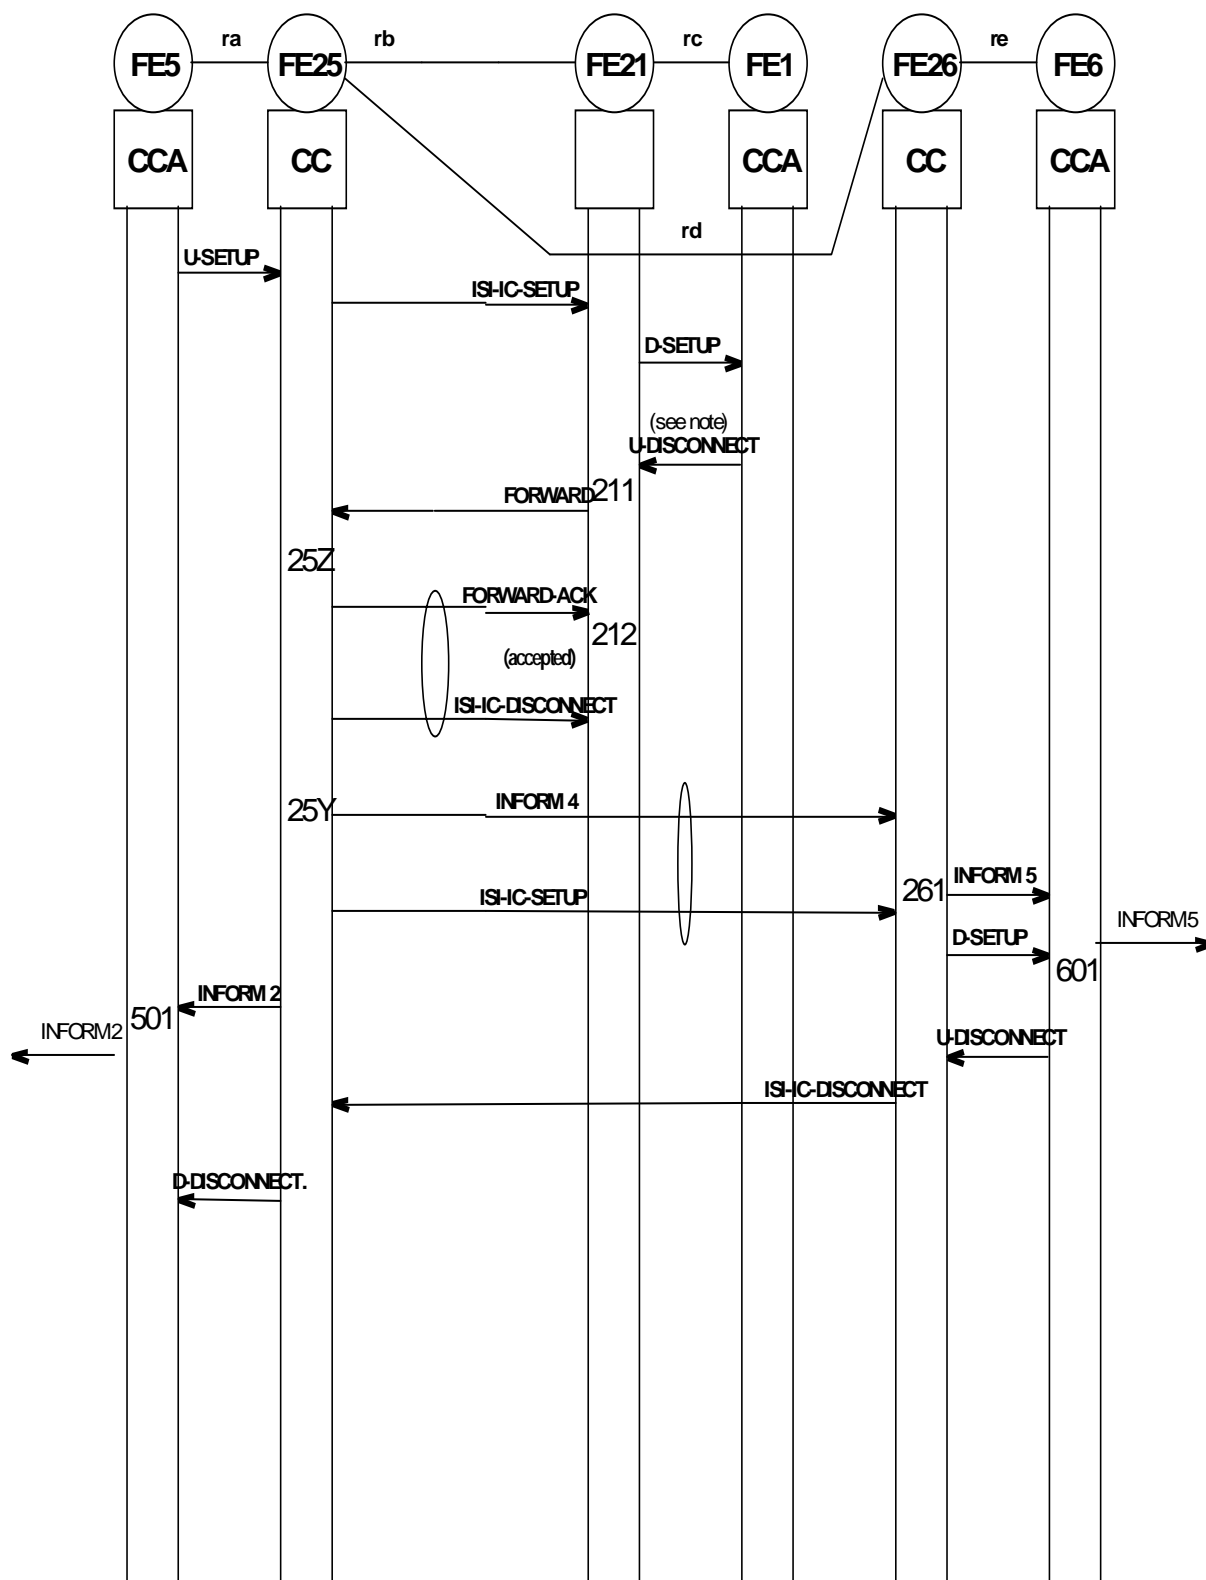 ra rb rc re
FE5 FE25 FE21 FE1 FE26 FE6
CCA CC CCA CC CCA
rd
U-SETUP
ISI-IC-SETUP
D-SETUP
(see note)
U-DISCONNECT
211
FORWARD
25Z
FORWARD-ACK
212
(accepted)
ISI-IC-DISCONNECT
25Y
INFORM 4
261
INFORM 5
ISI-IC-SETUP
INFORM5
D-SETUP
601
INFORM 2
501
INFORM2
U-DISCONNECT
ISI-IC-DISCONNECT
D-DISCONNECT.